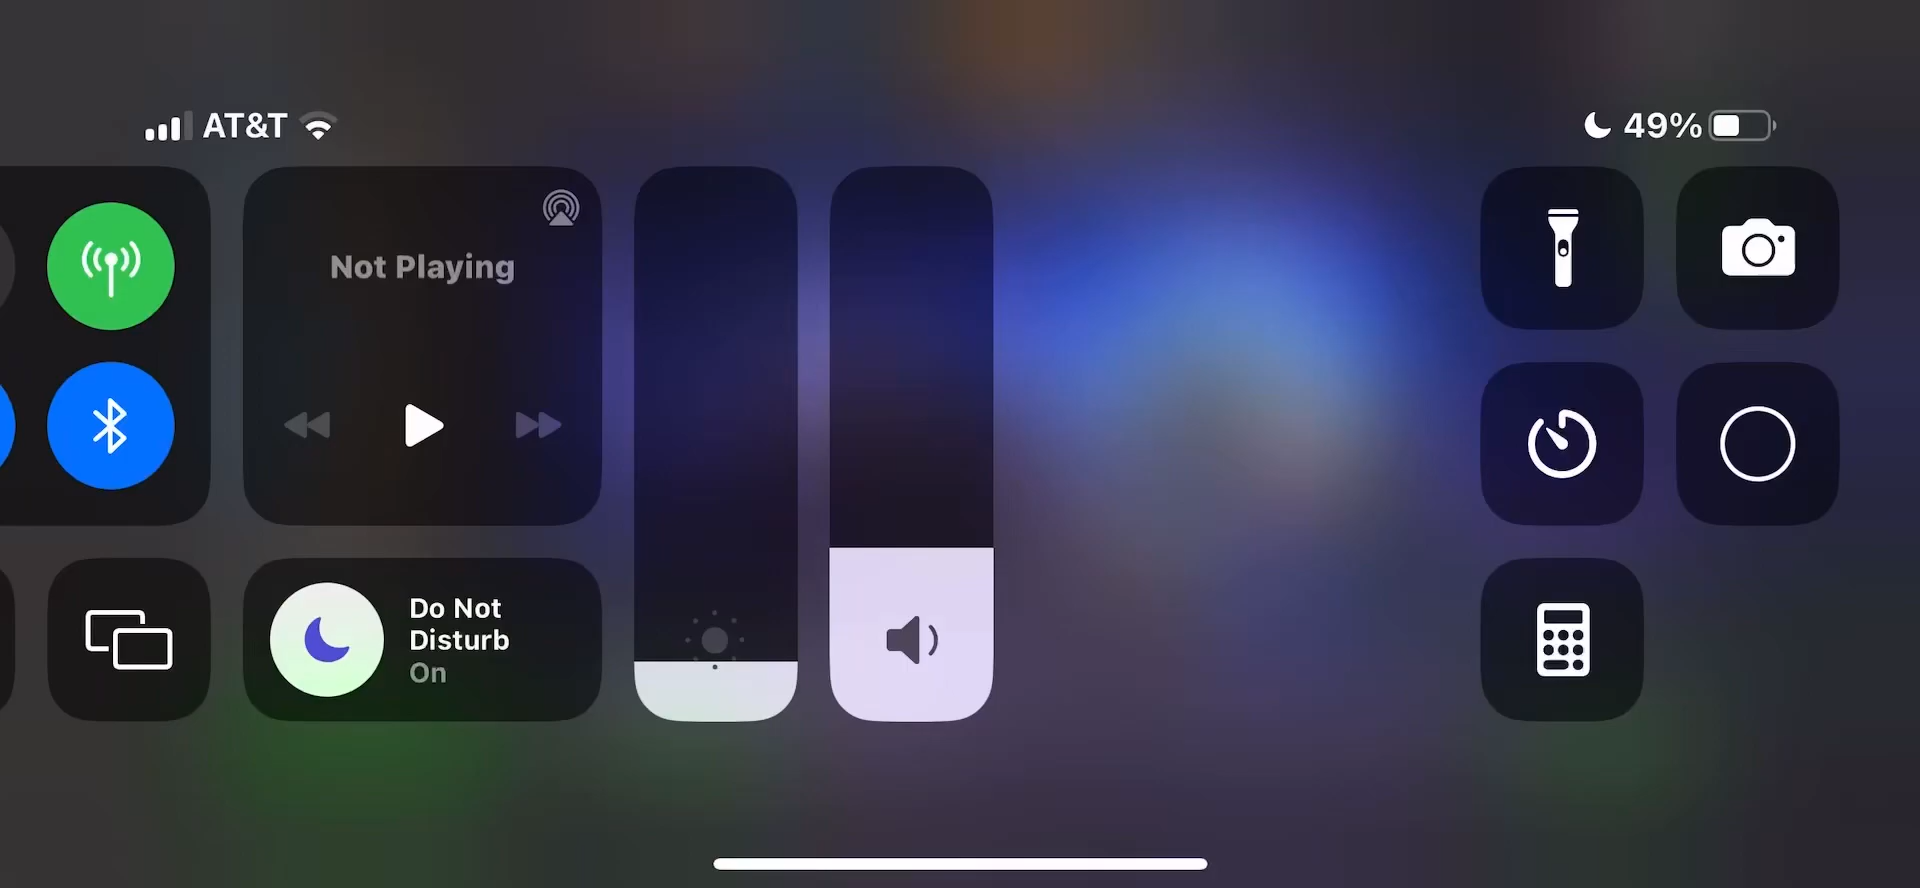 AT&T
49%
Not Playing
Do Not
Disturb
On